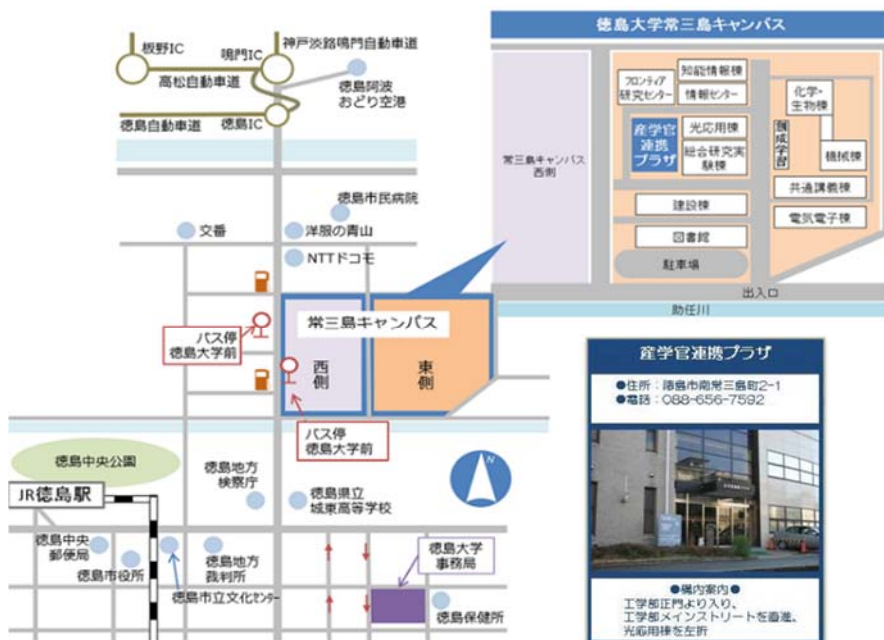 板野IC
鳴門IC
神戸淡路鳴門自動車道
高松自動車道
徳島阿波
おどり空港
徳島自動車道
徳島IC
徳島市民病院
交番
洋服の青山
NTTドコモ
バス停
徳島大学前
常三島キャンパス
西側
東側
バス停
徳島大学前
徳島中央公園
JR徳島駅
徳島地方
検察庁
徳島県立
城東高等学校
N
徳島中央
郵便局
徳島市役所
徳島地方
裁判所
徳島市立文化センター
徳島大学
事務局
徳島保健所
徳島大学常三島キャンパス
常三島キャンパス
西側
フロンティア
研究センター
知能情報棟
情報センター
産学官
連携
プラザ
光応用棟
総合研究実
験棟
建設棟
図書館
駐車場
化学・
生物棟
創成学習
機械棟
共通講義棟
電気電子棟
出入口
助任川
産学官連携プラザ
●住所：徳島市南常三島町2-1
●電話：088-656-7592
●構内案内●
工学部正門より入り、
工学部メインストリートを直進、
光応用棟を左折